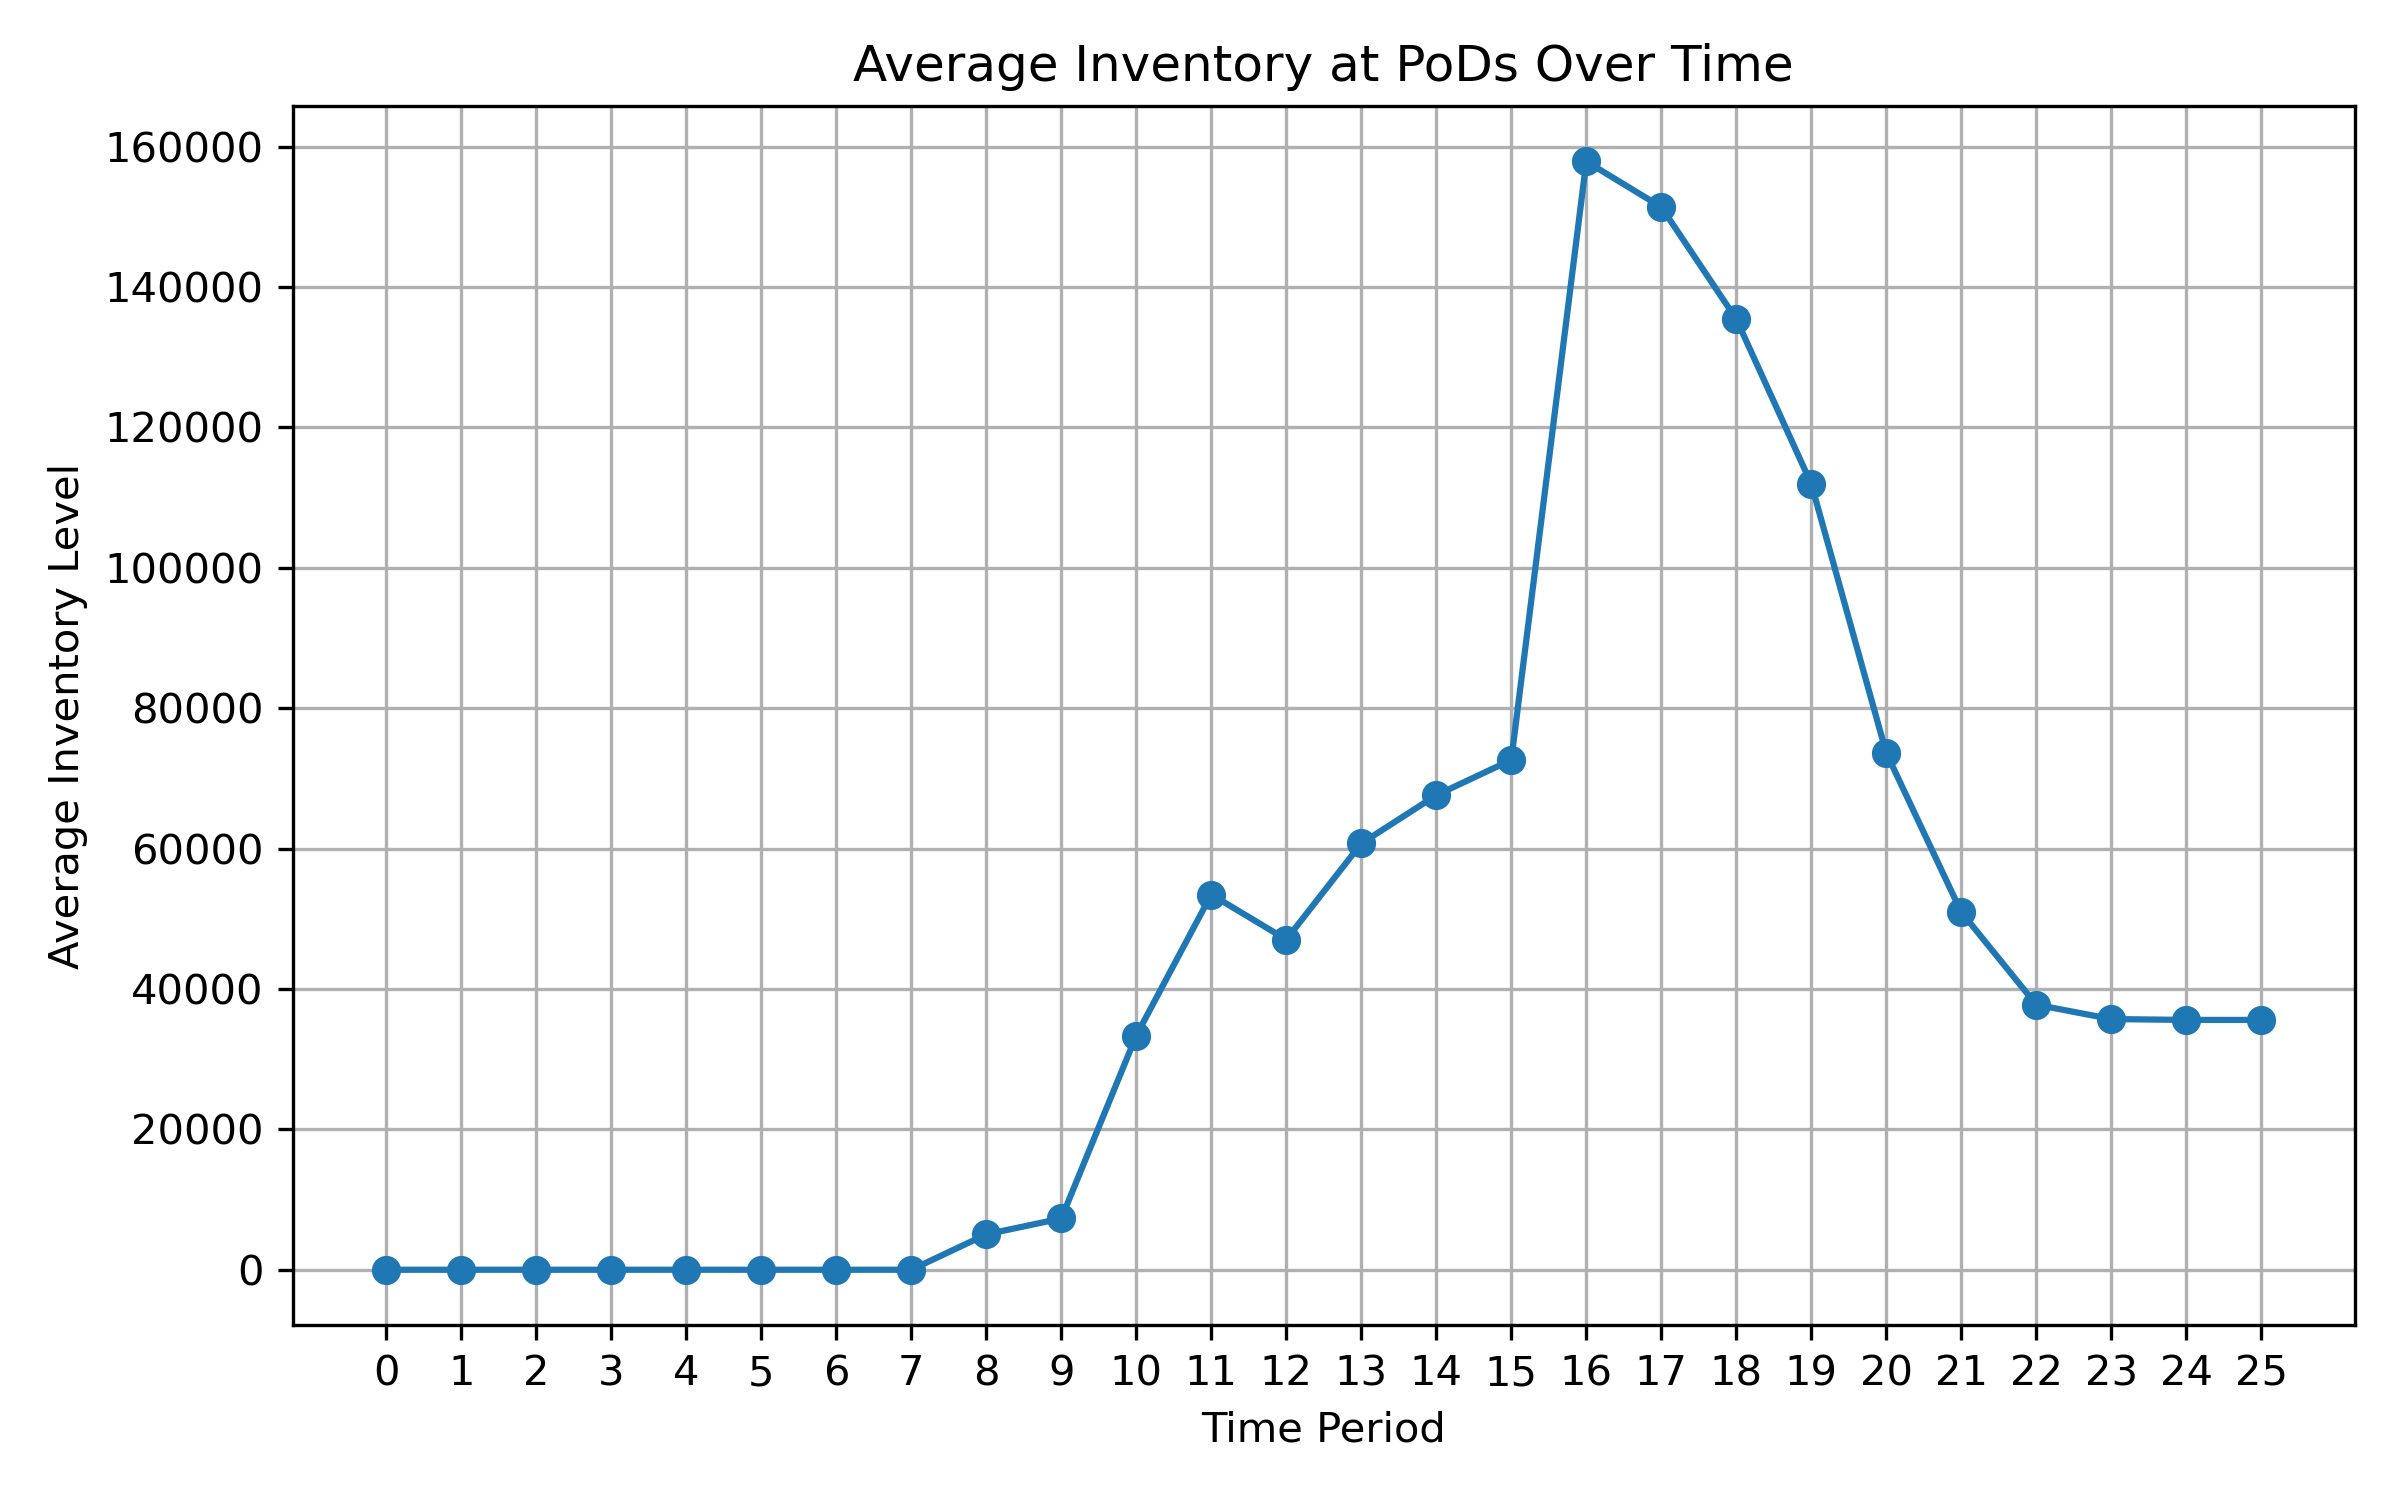 Average Inventory at PoDs Over Time
Average Inventory Level
160000
140000
120000
100000
80000
60000
40000
20000
0
0 1 2 3 4 5 6 7 8 9 10 11 12 13 14 15 16 17 18 19 20 21 22 23 24 25
Time Period